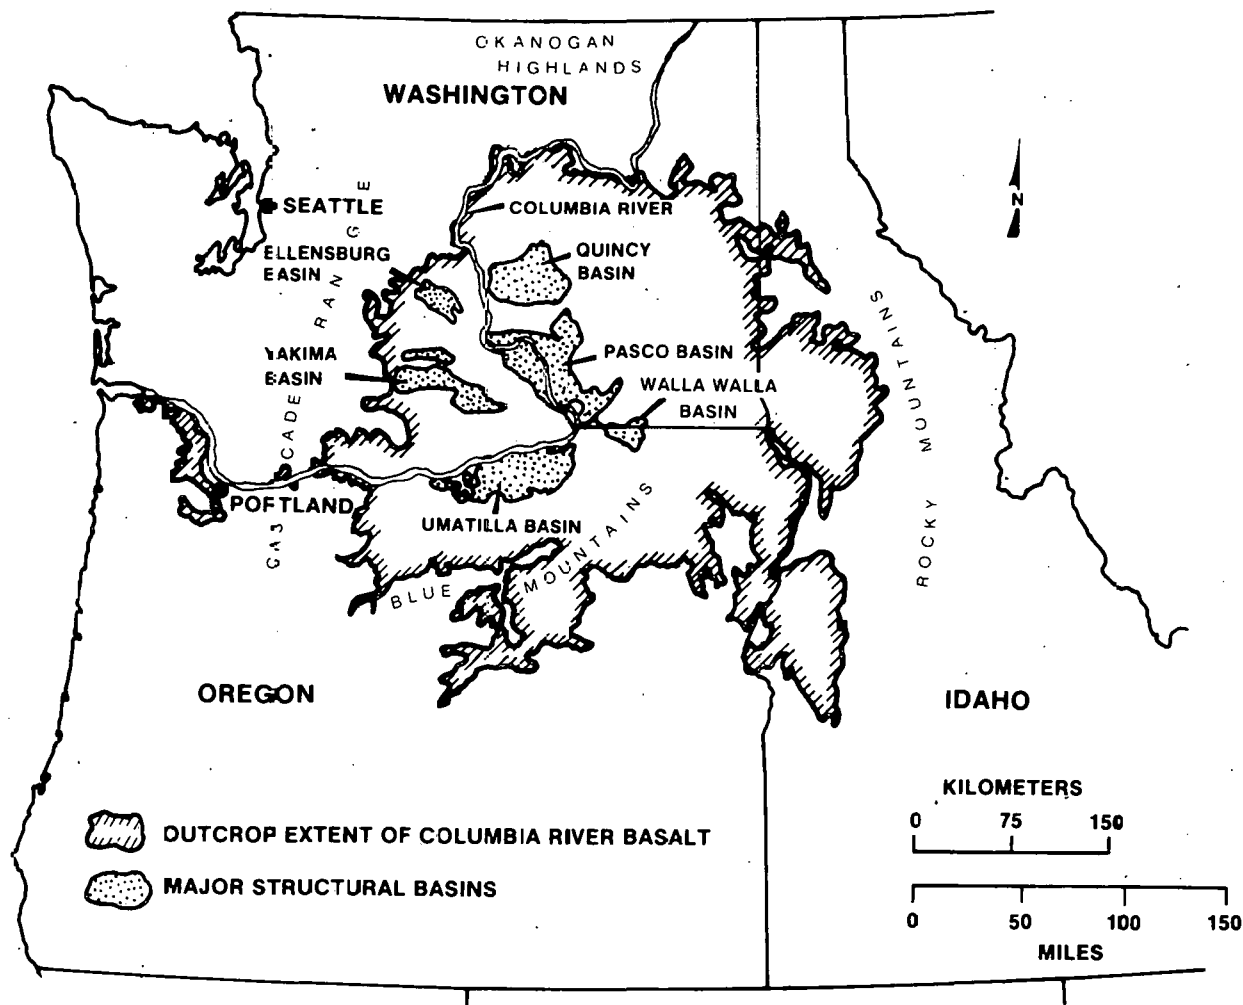 OKANOGAN
HIGHLANDS
WASHINGTON
SEATTLE
COLUMBIA RIVER
ELLENSBURG
BASIN
QUINCY
BASIN
CASCADE RANGE
YAKIMA
BASIN
PASCO BASIN
WALLA WALLA
BASIN
N
ROCKY MOUNTAINS
PORTLAND
UMATILLA BASIN
BLUE MOUNTAINS
OREGON
IDAHO
OUTCROP EXTENT OF COLUMBIA RIVER BASALT
MAJOR STRUCTURAL BASINS
KILOMETERS
0 75 150
0 50 100 150
MILES